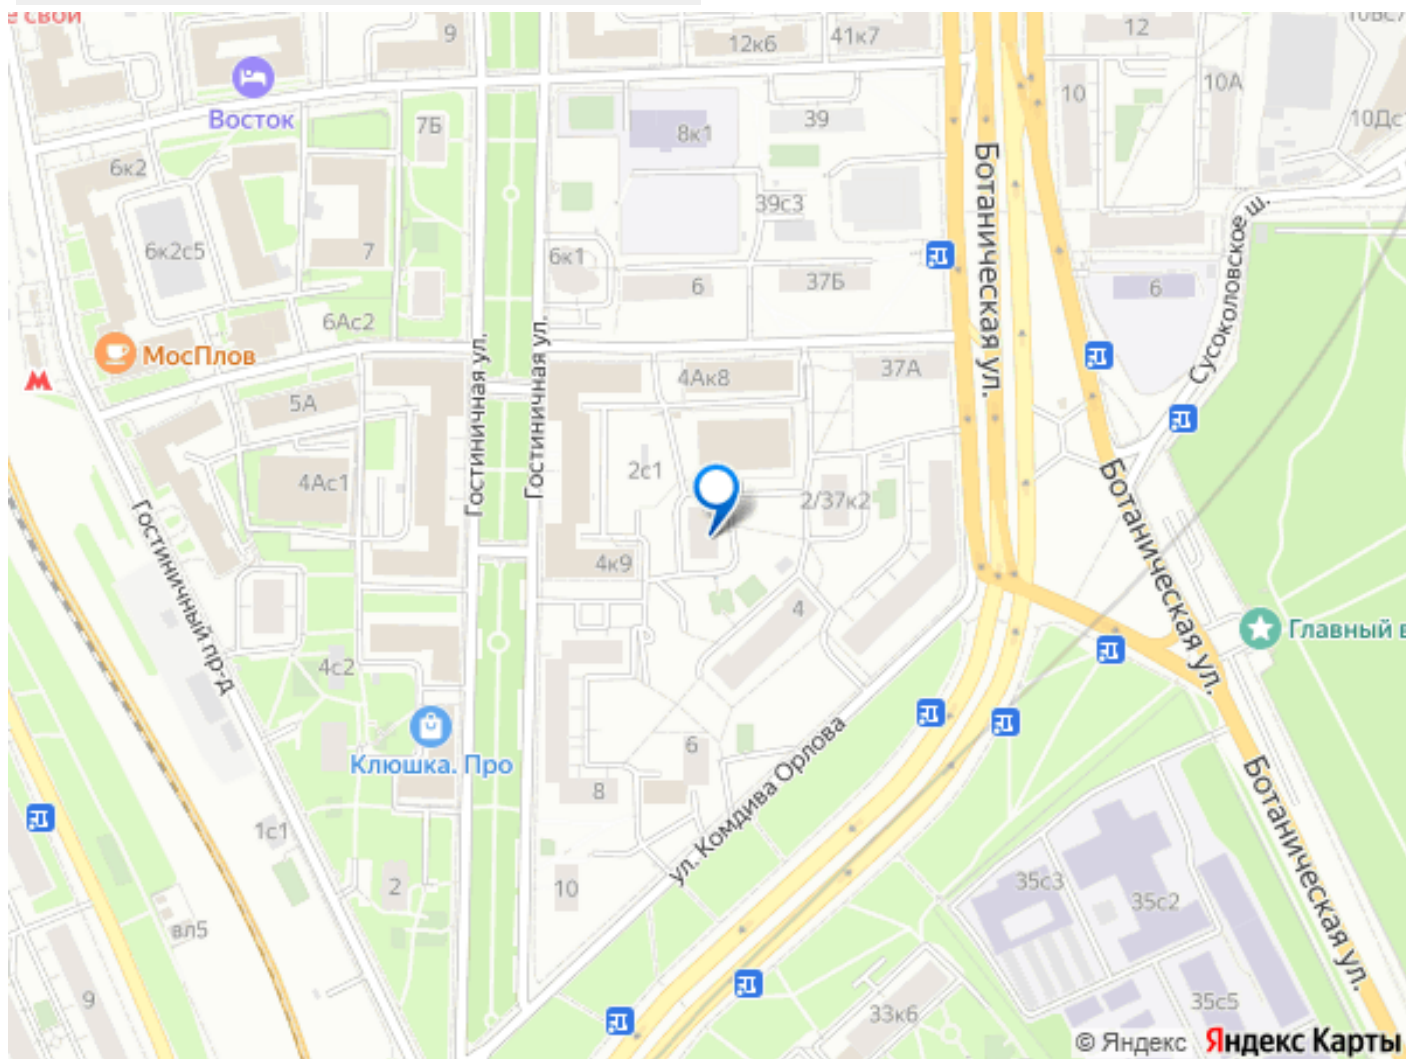 е свои
9
12к6
41к7
12
10А
10
Восток
7Б
8к1
39
10Дс
6к2
39с3
Ботаническая ул.
Сусоколовское ш.
6к2с5
7
6к1
6
37Б
6
6Ас2
МосПлов
Гостиничная ул.
Гостиничная ул.
4Ак8
37А
5А
4Ас1
2с1
2/37к2
Ботаническая ул.
Гостиничный пр-д
4к9
4
Главный в
4с2
Клюшка. Про
6
8
ул. Комдива Орлова
Ботаническая ул.
1с1
2
10
35с3
35с2
вл5
9
33к6
35с5
© Яндекс Яндекс Карты